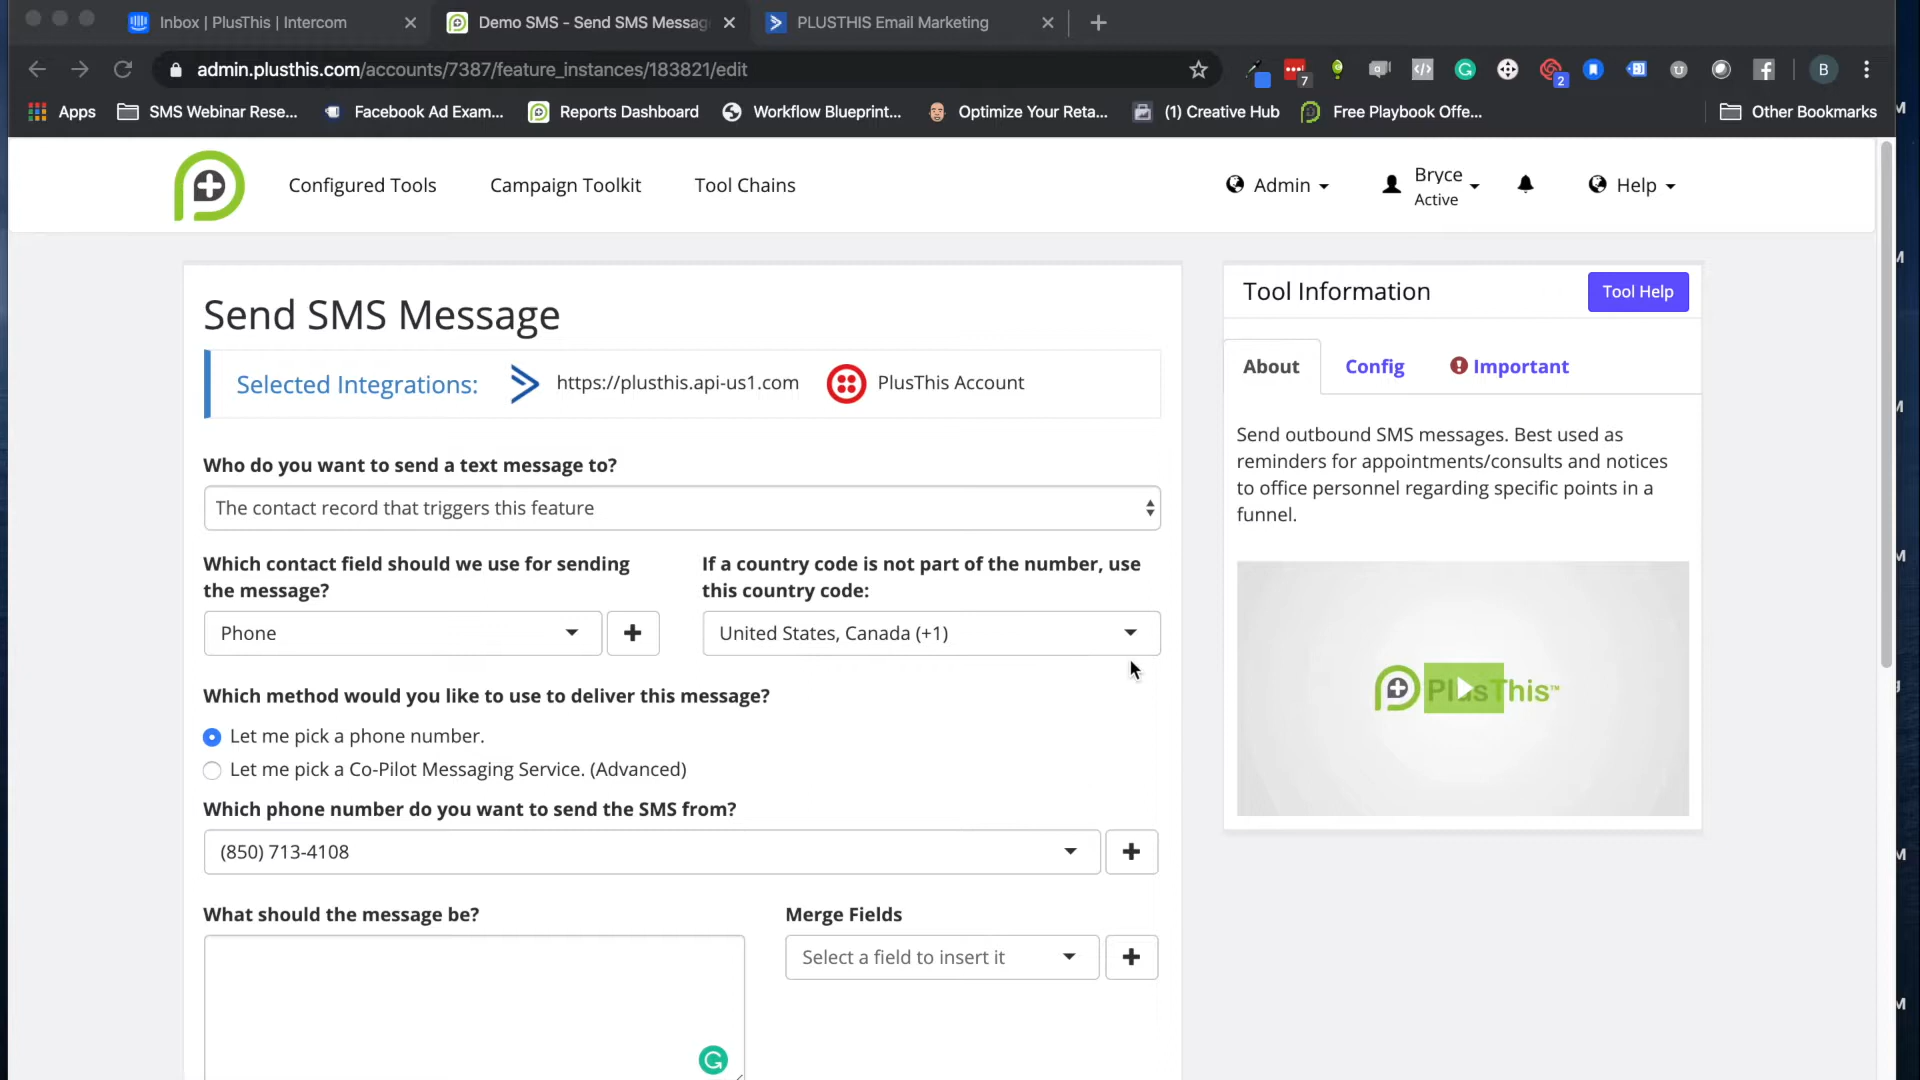 Inbox | PlusThis | Intercom
Demo SMS - Send SMS Messag
PLUSTHIS Email Marketing
admin.plusthis.com/accounts/7387/feature_instances/183821/edit
7
2
B
Apps
SMS Webinar Rese...
Facebook Ad Exam...
Reports Dashboard
Workflow Blueprint...
Optimize Your Reta...
(1) Creative Hub
Free Playbook Offe...
Other Bookmarks
Configured Tools
Campaign Toolkit
Tool Chains
Admin
Bryce
Active
Help
Send SMS Message
Selected Integrations:
https://plusthis.api-us1.com
PlusThis Account
Who do you want to send a text message to?
The contact record that triggers this feature
Which contact field should we use for sending
the message?
Phone
If a country code is not part of the number, use
this country code:
United States, Canada (+1)
Which method would you like to use to deliver this message?
Let me pick a phone number.
Let me pick a Co-Pilot Messaging Service. (Advanced)
Which phone number do you want to send the SMS from?
(850) 713-4108
What should the message be?
Merge Fields
Select a field to insert it
Tool Information
Tool Help
About
Config
Important
Send outbound SMS messages. Best used as
reminders for appointments/consults and notices
to office personnel regarding specific points in a
funnel.
PlusThis™